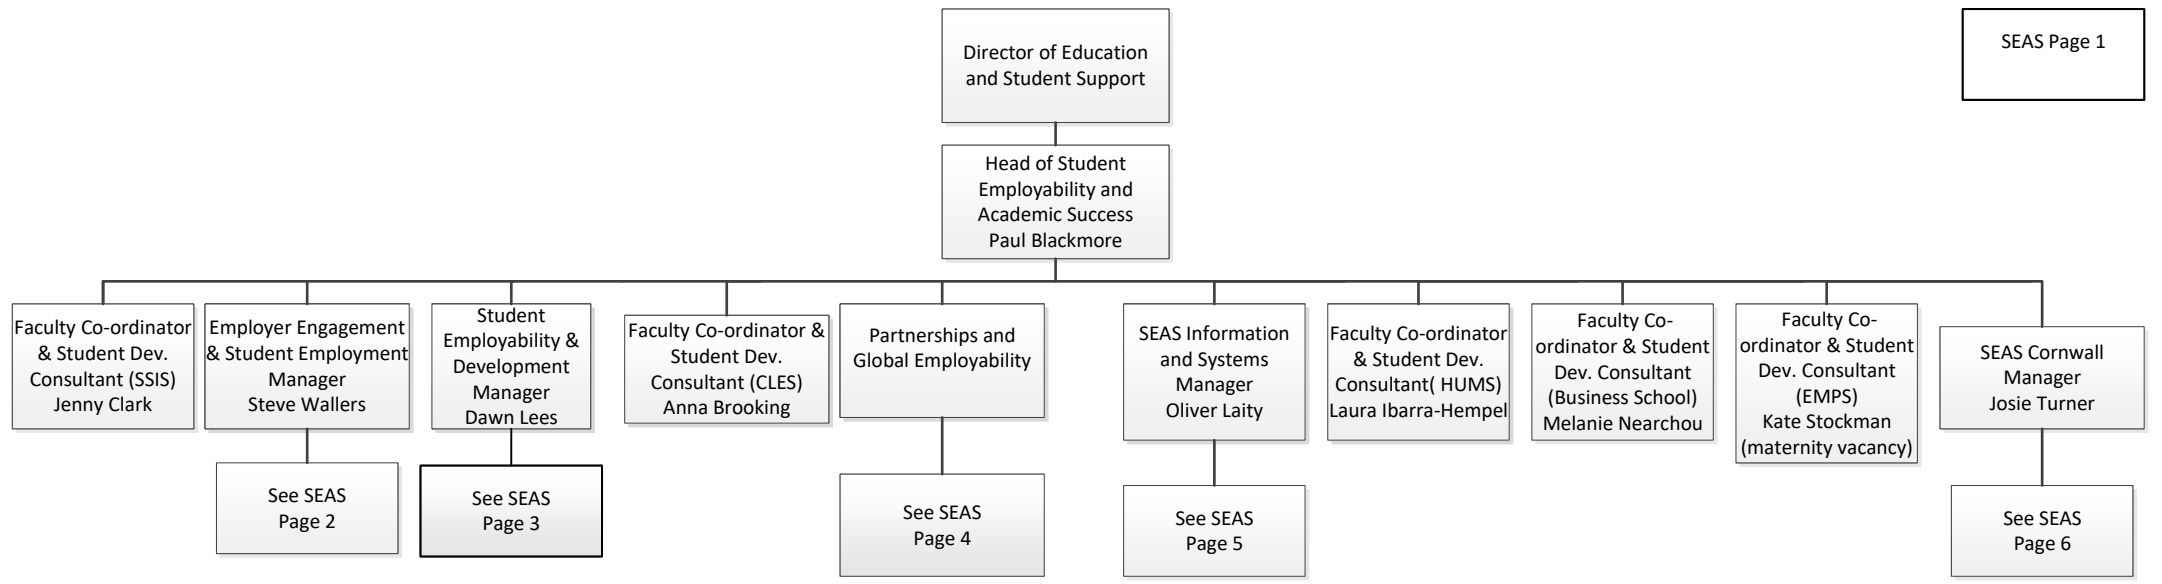 Director of Education
and Student Support
SEAS Page 1
Head of Student
Employability and
Academic Success
Paul Blackmore
Faculty Co-ordinator
& Student Dev.
Consultant (SSIS)
Jenny Clark
Employer Engagement
& Student Employment
Manager
Steve Wallers
Student
Employability &
Development
Manager
Dawn Lees
Faculty Co-ordinator &
Student Dev.
Consultant (CLES)
Anna Brooking
Partnerships and
Global Employability
SEAS Information
and Systems
Manager
Oliver Laity
Faculty Co-ordinator
& Student Dev.
Consultant( HUMS)
Laura Ibarra-Hempel
Faculty Co-
ordinator & Student
Dev. Consultant
(Business School)
Melanie Nearchou
Faculty Co-
ordinator & Student
Dev. Consultant
(EMPS)
Kate Stockman
(maternity vacancy)
SEAS Cornwall
Manager
Josie Turner
See SEAS
Page 2
See SEAS
Page 3
See SEAS
Page 4
See SEAS
Page 5
See SEAS
Page 6